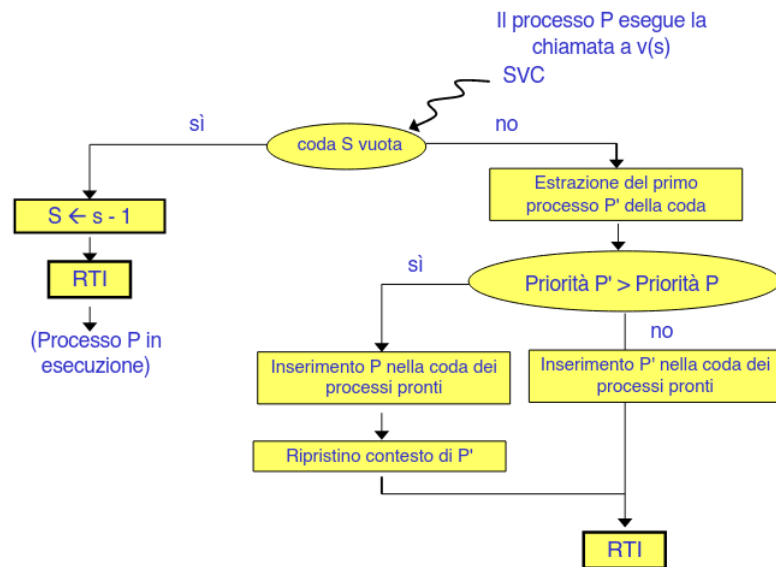 Il processo P esegue la
chiamata a v(s)
SVC
sì
coda S vuota
no
Estrazione del primo
processo P' della coda
S ← s - 1
RTI
(Processo P in
esecuzione)
sì
Priorità P' > Priorità P
no
Inserimento P nella coda dei
processi pronti
Inserimento P' nella coda dei
processi pronti
Ripristino contesto di P'
RTI